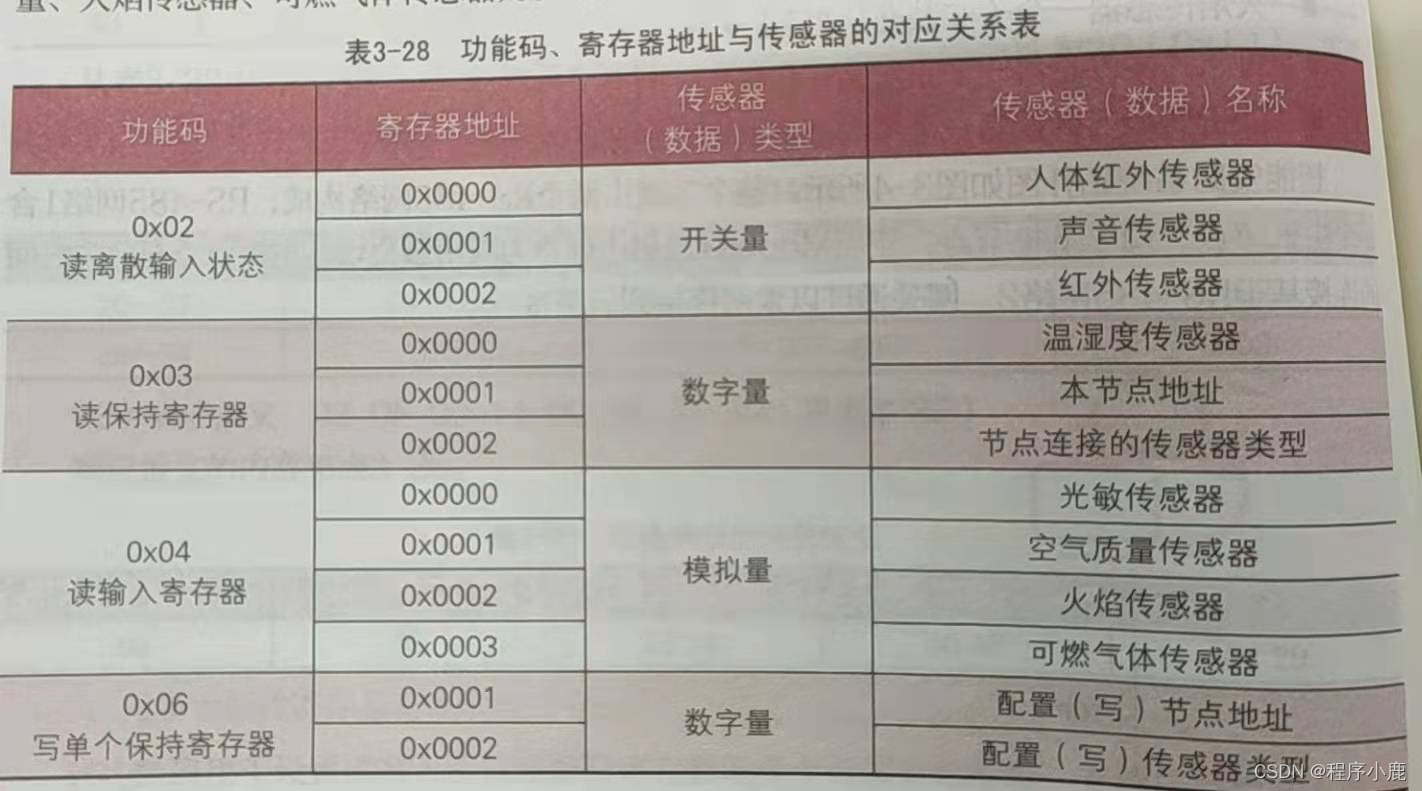 量、火焰传感器、可燃气体传感器
表3-28 功能码、寄存器地址与传感器的对应关系表
功能码
寄存器地址
传感器
（数据）类型
传感器（数据）名称
0x02
读离散输入状态
0x0000
0x0001
0x0002
开关量
人体红外传感器
声音传感器
红外传感器
0x03
读保持寄存器
0x0000
0x0001
0x0002
数字量
温湿度传感器
本节点地址
节点连接的传感器类型
0x04
读输入寄存器
0x0000
0x0001
0x0002
0x0003
模拟量
光敏传感器
空气质量传感器
火焰传感器
可燃气体传感器
0x06
写单个保持寄存器
0x0001
0x0002
数字量
配置（写）节点地址
配置（写）传感器类型
CSDN @程序小鹿